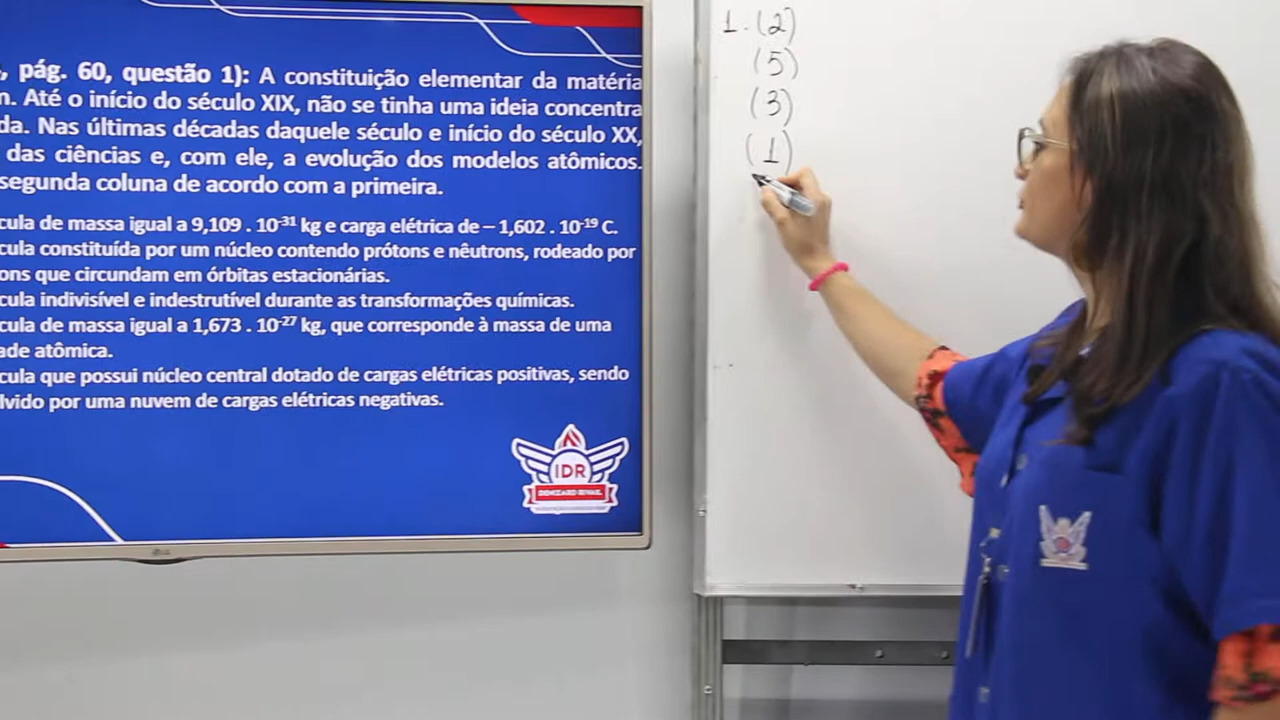 , pág. 60, questão 1): A constituição elementar da matéria
. Até o início do século XIX, não se tinha uma ideia concentra
da. Nas últimas décadas daquele século e início do século XX,
das ciências e, com ele, a evolução dos modelos atômicos.
segunda coluna de acordo com a primeira.
cula de massa igual a 9,109 . 10⁻³¹ kg e carga elétrica de – 1,602 . 10⁻¹⁹ C.
cula constituída por um núcleo contendo prótons e nêutrons, rodeado por
ons que circundam em órbitas estacionárias.
cula indivisível e indestrutível durante as transformações químicas.
cula de massa igual a 1,673 . 10⁻²⁷ kg, que corresponde à massa de uma
ade atômica.
cula que possui núcleo central dotado de cargas elétricas positivas, sendo
lvido por uma nuvem de cargas elétricas negativas.
IDR
DENIZARD RIVAIL
LG
1. (2)
(5)
(3)
(1)